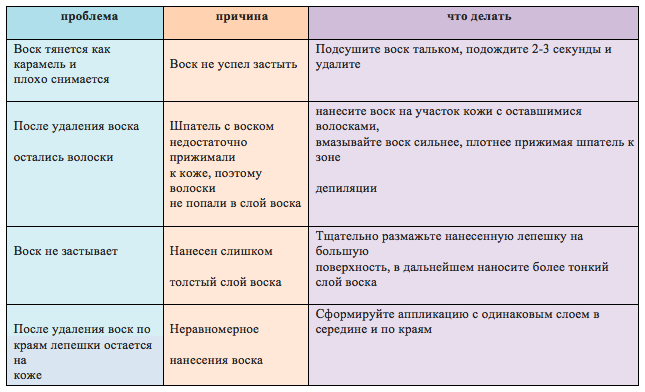 проблема
причина
что делать
Воск тянется как
карамель и
плохо снимается
Воск не успел застыть
Подсушите воск тальком, подождите 2-3 секунды и
удалите
После удаления воска
остались волоски
Шпатель с воском
недостаточно
прижимали
к коже, поэтому
волоски
не попали в слой воска
нанесите воск на участок кожи с оставшимися
волосками,
вмазывайте воск сильнее, плотнее прижимая шпатель к
зоне
депиляции
Воск не застывает
Нанесен слишком
толстый слой воска
Тщательно размажьте нанесенную лепешку на
большую
поверхность, в дальнейшем наносите более тонкий
слой воска
После удаления воск по
краям лепешки остается
на
коже
Неравномерное
нанесения воска
Сформируйте аппликацию с одинаковым слоем в
середине и по краям